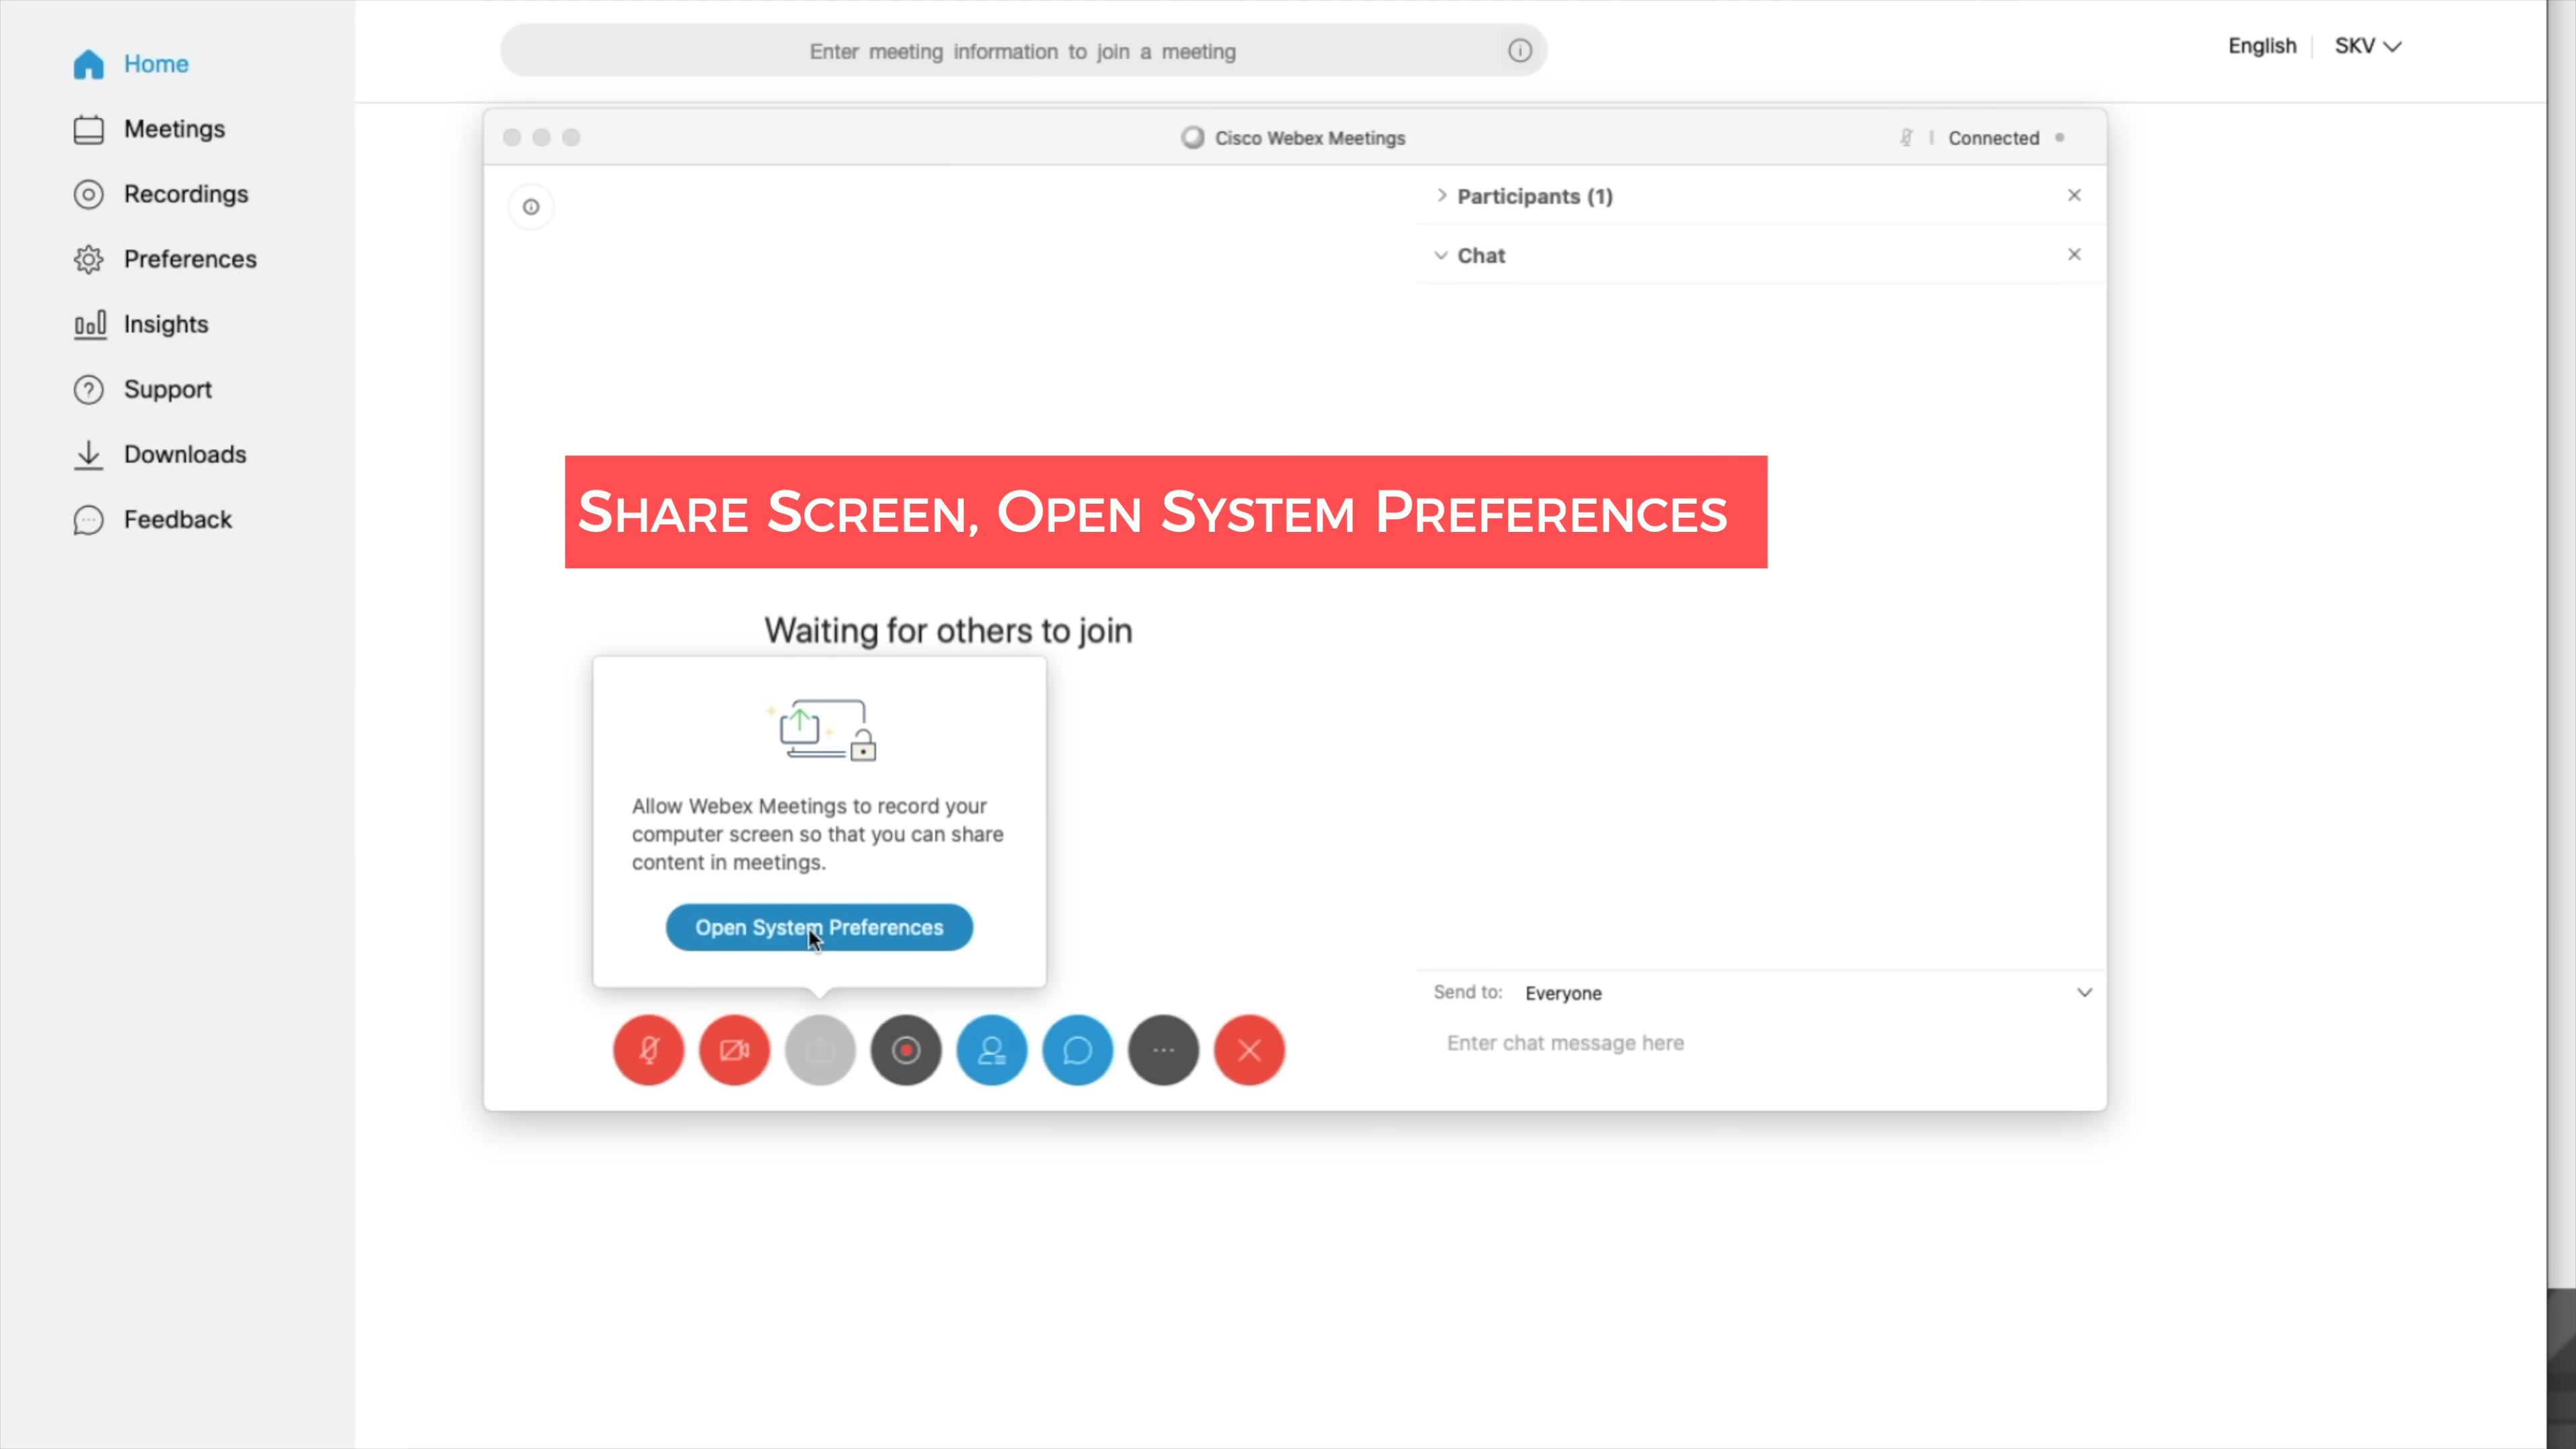 Home
Meetings
Recordings
Preferences
Insights
Support
Downloads
Feedback
Enter meeting information to join a meeting
English
SKV
Cisco Webex Meetings
Connected
Participants (1)
Chat
SHARE SCREEN, OPEN SYSTEM PREFERENCES
Waiting for others to join
Allow Webex Meetings to record your
computer screen so that you can share
content in meetings.
Open System Preferences
Send to: Everyone
Enter chat message here